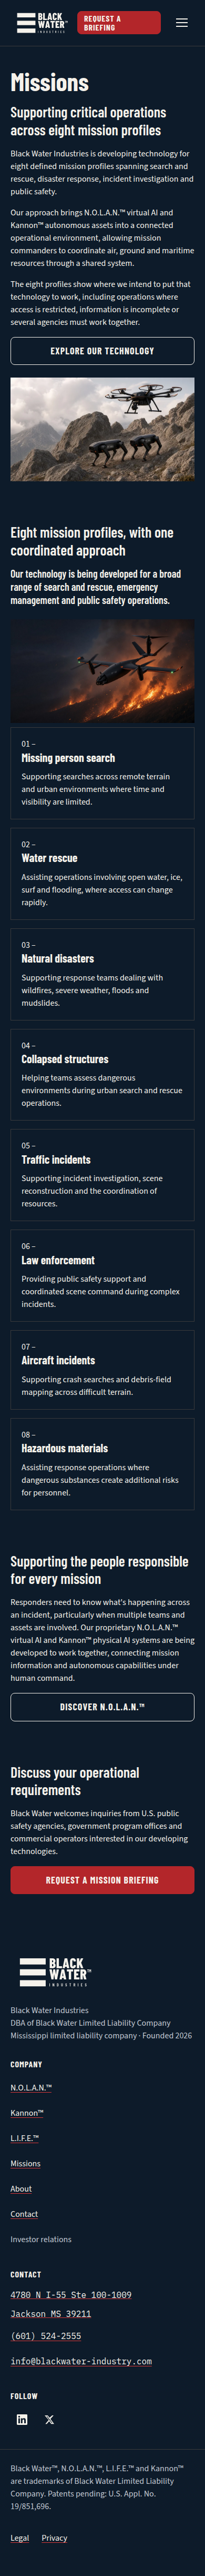 BLACK
WATER™
INDUSTRIES
REQUEST A
BRIEFING
Missions
Supporting critical operations
across eight mission profiles
Black Water Industries is developing technology for
eight defined mission profiles spanning search and
rescue, disaster response, incident investigation and
public safety.
Our approach brings N.O.L.A.N.™ virtual AI and
Kannon™ autonomous assets into a connected
operational environment, allowing mission
commanders to coordinate air, ground and maritime
resources through a shared system.
The eight profiles show where we intend to put that
technology to work, including operations where
access is restricted, information is incomplete or
several agencies must work together.
EXPLORE OUR TECHNOLOGY
Eight mission profiles, with one
coordinated approach
Our technology is being developed for a broad
range of search and rescue, emergency
management and public safety operations.
01 –
Missing person search
Supporting searches across remote terrain
and urban environments where time and
visibility are limited.
02 –
Water rescue
Assisting operations involving open water, ice,
surf and flooding, where access can change
rapidly.
03 –
Natural disasters
Supporting response teams dealing with
wildfires, severe weather, floods and
mudslides.
04 –
Collapsed structures
Helping teams assess dangerous
environments during urban search and rescue
operations.
05 –
Traffic incidents
Supporting incident investigation, scene
reconstruction and the coordination of
resources.
06 –
Law enforcement
Providing public safety support and
coordinated scene command during complex
incidents.
07 –
Aircraft incidents
Supporting crash searches and debris-field
mapping across difficult terrain.
08 –
Hazardous materials
Assisting response operations where
dangerous substances create additional risks
for personnel.
Supporting the people responsible
for every mission
Responders need to know what's happening across
an incident, particularly when multiple teams and
assets are involved. Our proprietary N.O.L.A.N.™
virtual AI and Kannon™ physical AI systems are being
developed to work together, connecting mission
information and autonomous capabilities under
human command.
DISCOVER N.O.L.A.N.™
Discuss your operational
requirements
Black Water welcomes inquiries from U.S. public
safety agencies, government program offices and
commercial operators interested in our developing
technologies.
REQUEST A MISSION BRIEFING
BLACK
WATER™
INDUSTRIES
Black Water Industries
DBA of Black Water Limited Liability Company
Mississippi limited liability company · Founded 2026
COMPANY
N.O.L.A.N.™
Kannon™
L.I.F.E.™
Missions
About
Contact
Investor relations
CONTACT
4780 N I-55 Ste 100-1009
Jackson MS 39211
(601) 524-2555
info@blackwater-industry.com
FOLLOW
Black Water™, N.O.L.A.N.™, L.I.F.E.™ and Kannon™
are trademarks of Black Water Limited Liability
Company. Patents pending: U.S. Appl. No.
19/851,696.
Legal Privacy